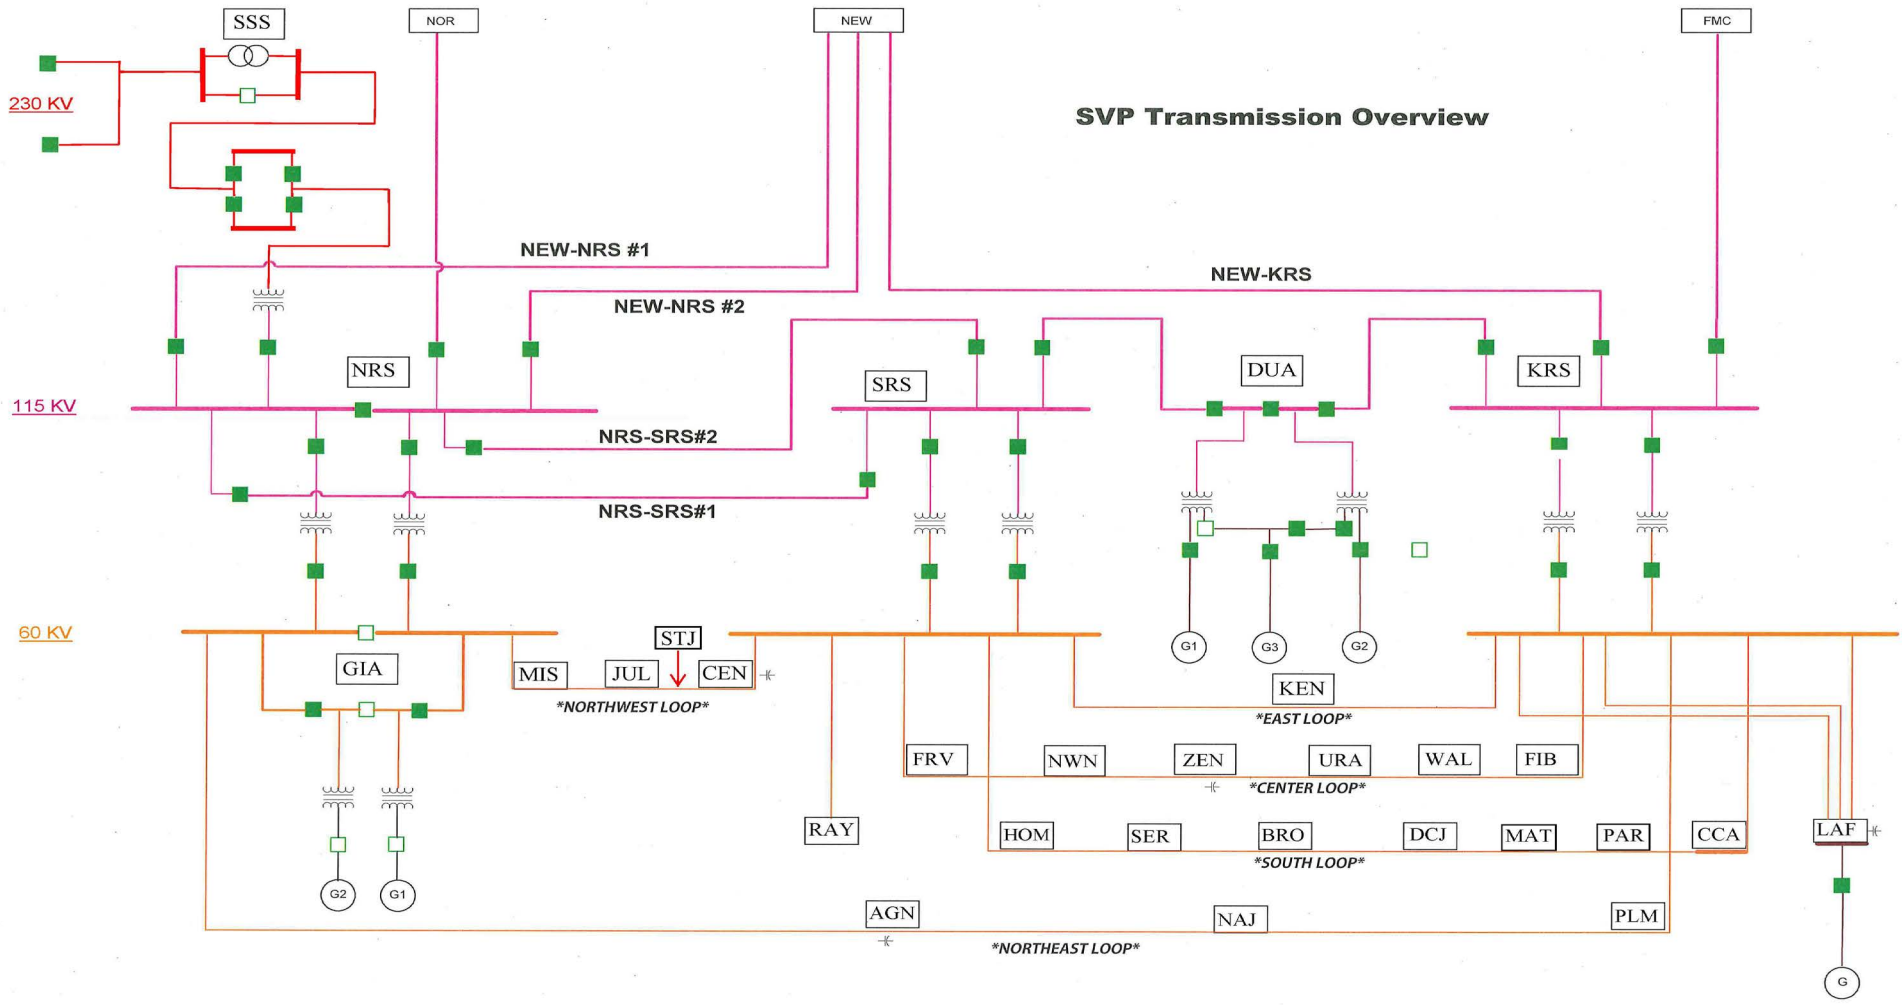 SSS
NOR
NEW
FMC
230 KV
SVP Transmission Overview
NEW-NRS #1
NEW-KRS
NEW-NRS #2
NRS
SRS
DUA
KRS
115 KV
NRS-SRS#2
NRS-SRS#1
60 KV
STJ
G1
G3
G2
GIA
MIS
JUL
CEN
*NORTHWEST LOOP*
KEN
*EAST LOOP*
FRV
NWN
ZEN
URA
WAL
FIB
*CENTER LOOP*
RAY
HOM
SER
BRO
DCJ
MAT
PAR
CCA
LAF
*SOUTH LOOP*
G2
G1
AGN
NAJ
PLM
*NORTHEAST LOOP*
G